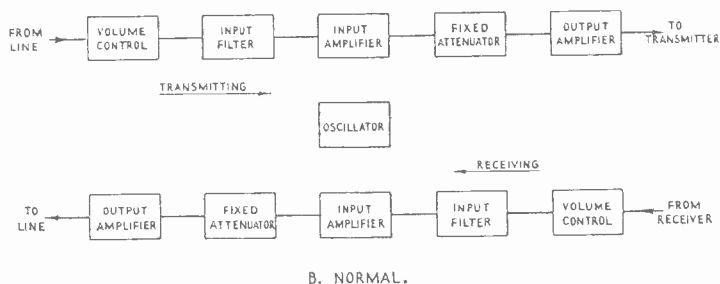 FROM
LINE
VOLUME
CONTROL
INPUT
FILTER
INPUT
AMPLIFIER
FIXED
ATTENUATOR
OUTPUT
AMPLIFIER
TO
TRANSMITTER
TRANSMITTING
OSCILLATOR
RECEIVING
TO
LINE
OUTPUT
AMPLIFIER
FIXED
ATTENUATOR
INPUT
AMPLIFIER
INPUT
FILTER
VOLUME
CONTROL
FROM
RECEIVER
B. NORMAL.